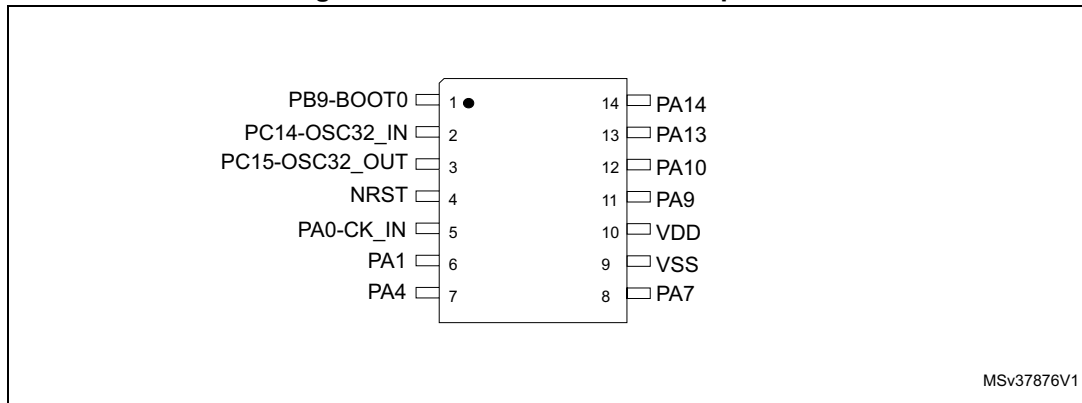 PB9-BOOT0 1 14 PA14
PC14-OSC32_IN 2 13 PA13
PC15-OSC32_OUT 3 12 PA10
NRST 4 11 PA9
PA0-CK_IN 5 10 VDD
PA1 6 9 VSS
PA4 7 8 PA7
MSv37876V1